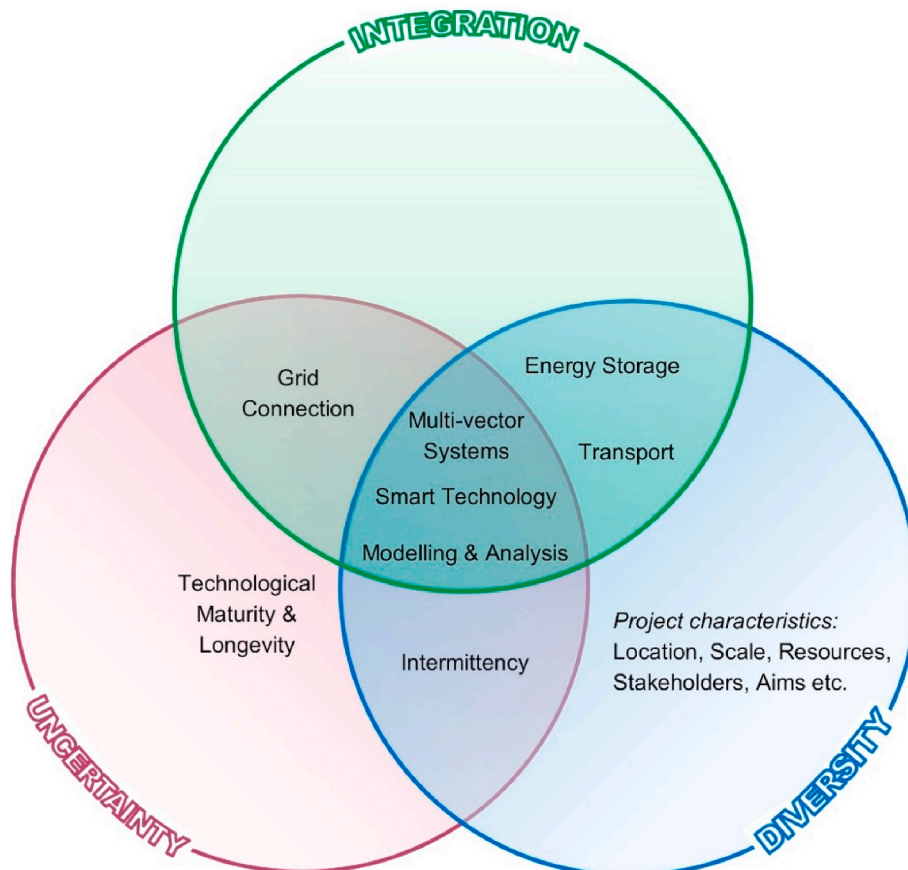 INTEGRATION
Energy Storage
Grid
Connection
Multi-vector
Systems
Transport
Smart Technology
Modelling & Analysis
Technological
Maturity &
Longevity
Project characteristics:
Location, Scale, Resources,
Stakeholders, Aims etc.
Intermittency
UNCERTAINTY
DIVERSITY